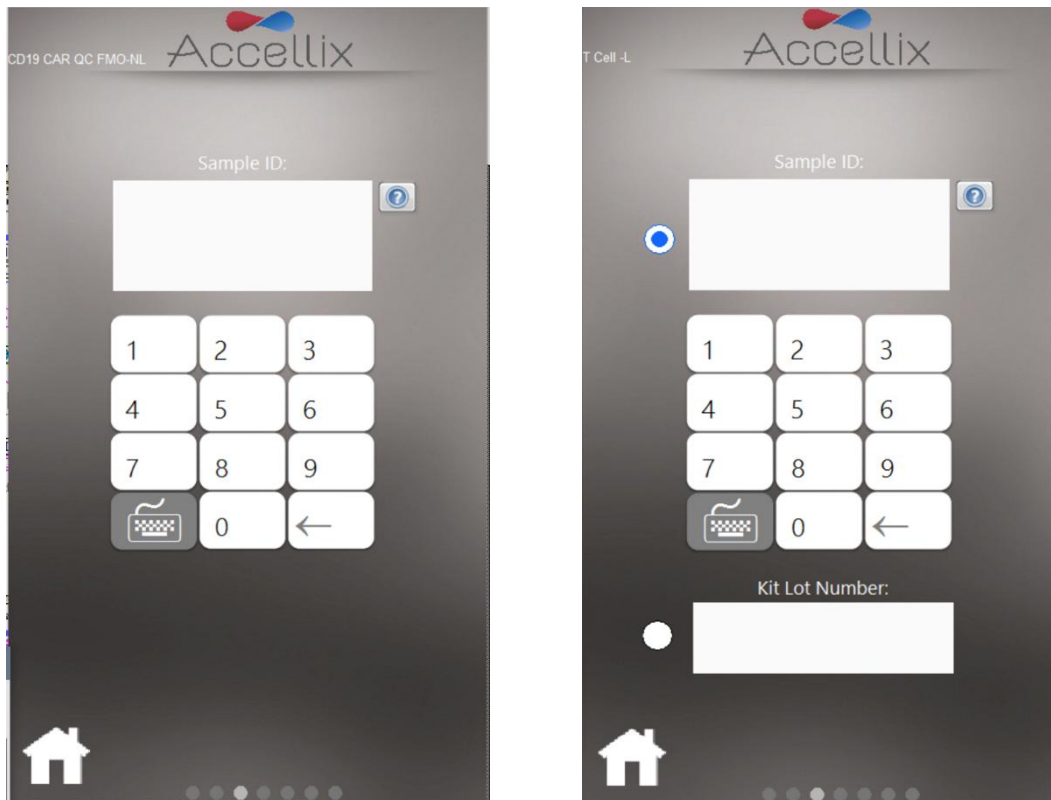 Accellix
CD19 CAR QC FMO-NL
Sample ID:
?
1 2 3
4 5 6
7 8 9
0 ←
Accellix
T Cell -L
Sample ID:
?
1 2 3
4 5 6
7 8 9
0 ←
Kit Lot Number: